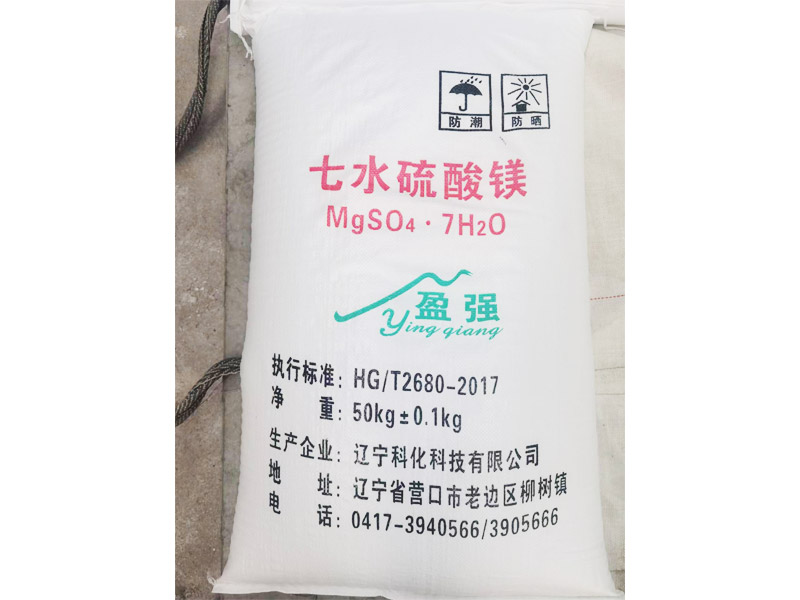 防潮 防晒
七水硫酸镁
MgSO4·7H2O
盈强
Ying qiang
执行标准：HG/T2680-2017
净 重：50kg±0.1kg
生产企业：辽宁科化科技有限公司
地 址：辽宁省营口市老边区柳树镇
电 话：0417-3940566/3905666